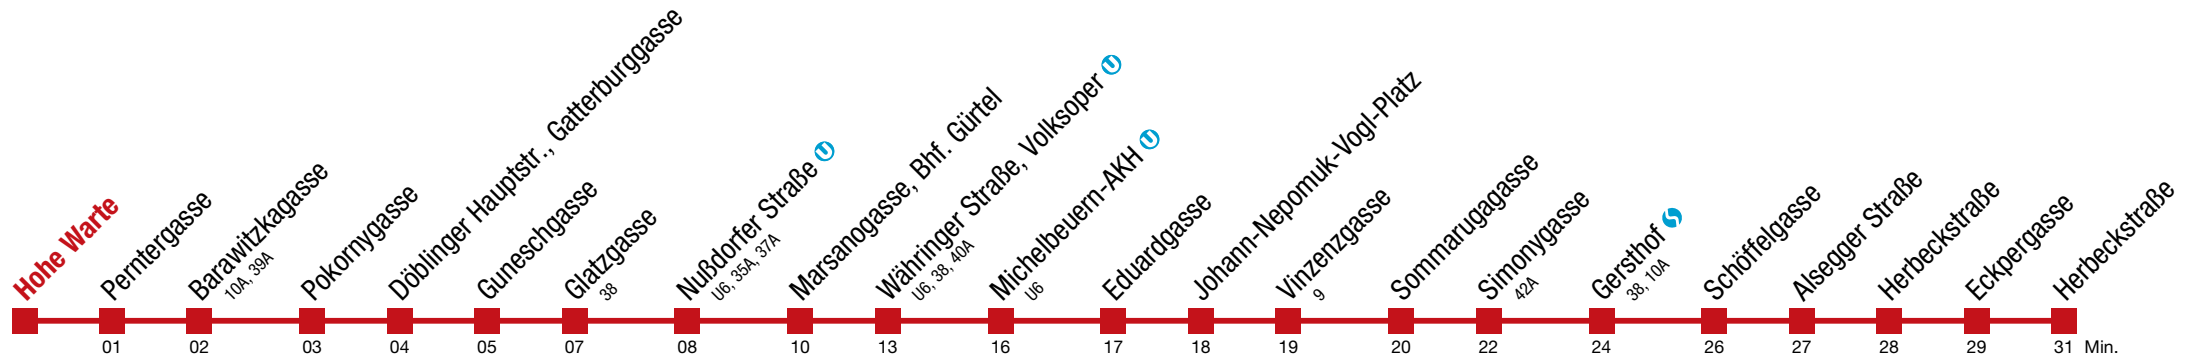 Hohe Warte
Perntergasse
Barawitzkagasse
10A, 39A
Pokornygasse
Döblinger Hauptstr., Gatterburggasse
Guneschgasse
Glatzgasse
38
Nußdorfer Straße U
U6, 35A, 37A
Marsanogasse, Bhf. Gürtel
Währinger Straße, Volksoper U
U6, 38, 40A
Michelbeuern-AKH U
U6
Eduardgasse
Johann-Nepomuk-Vogl-Platz
Vinzenzgasse
9
Sommarugagasse
Simonygasse
42A
Gersthof S
38, 10A
Schöffelgasse
Alsegger Straße
Herbeckstraße
Eckpergasse
Herbeckstraße
01 02 03 04 05 07 08 10 13 16 17 18 19 20 22 24 26 27 28 29 31 Min.